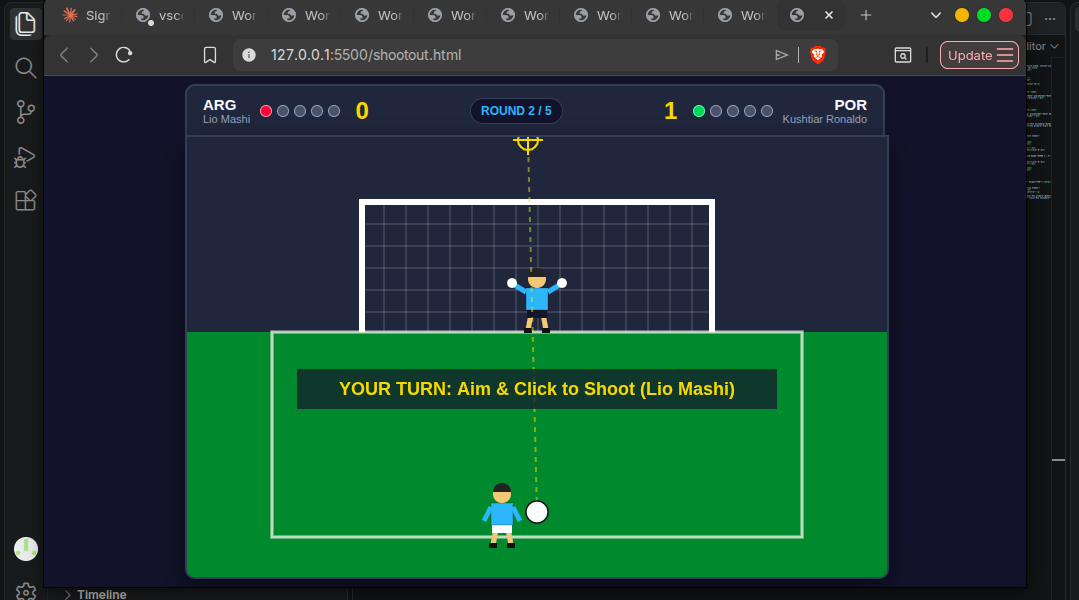 Sign
vsc
Wor
Wor
Wor
Wor
Wor
Wor
Wor
Wor
127.0.0.1:5500/shootout.html
Update
ARG
Lio Mashi
0
ROUND 2 / 5
1
POR
Kushtiar Ronaldo
YOUR TURN: Aim & Click to Shoot (Lio Mashi)
Timeline